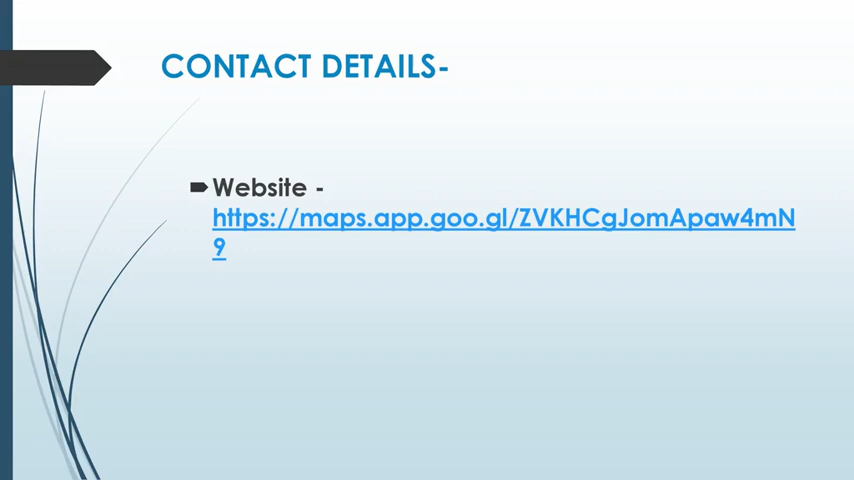 CONTACT DETAILS-
Website -
https://maps.app.goo.gl/ZVKHCgJomApaw4mN
9